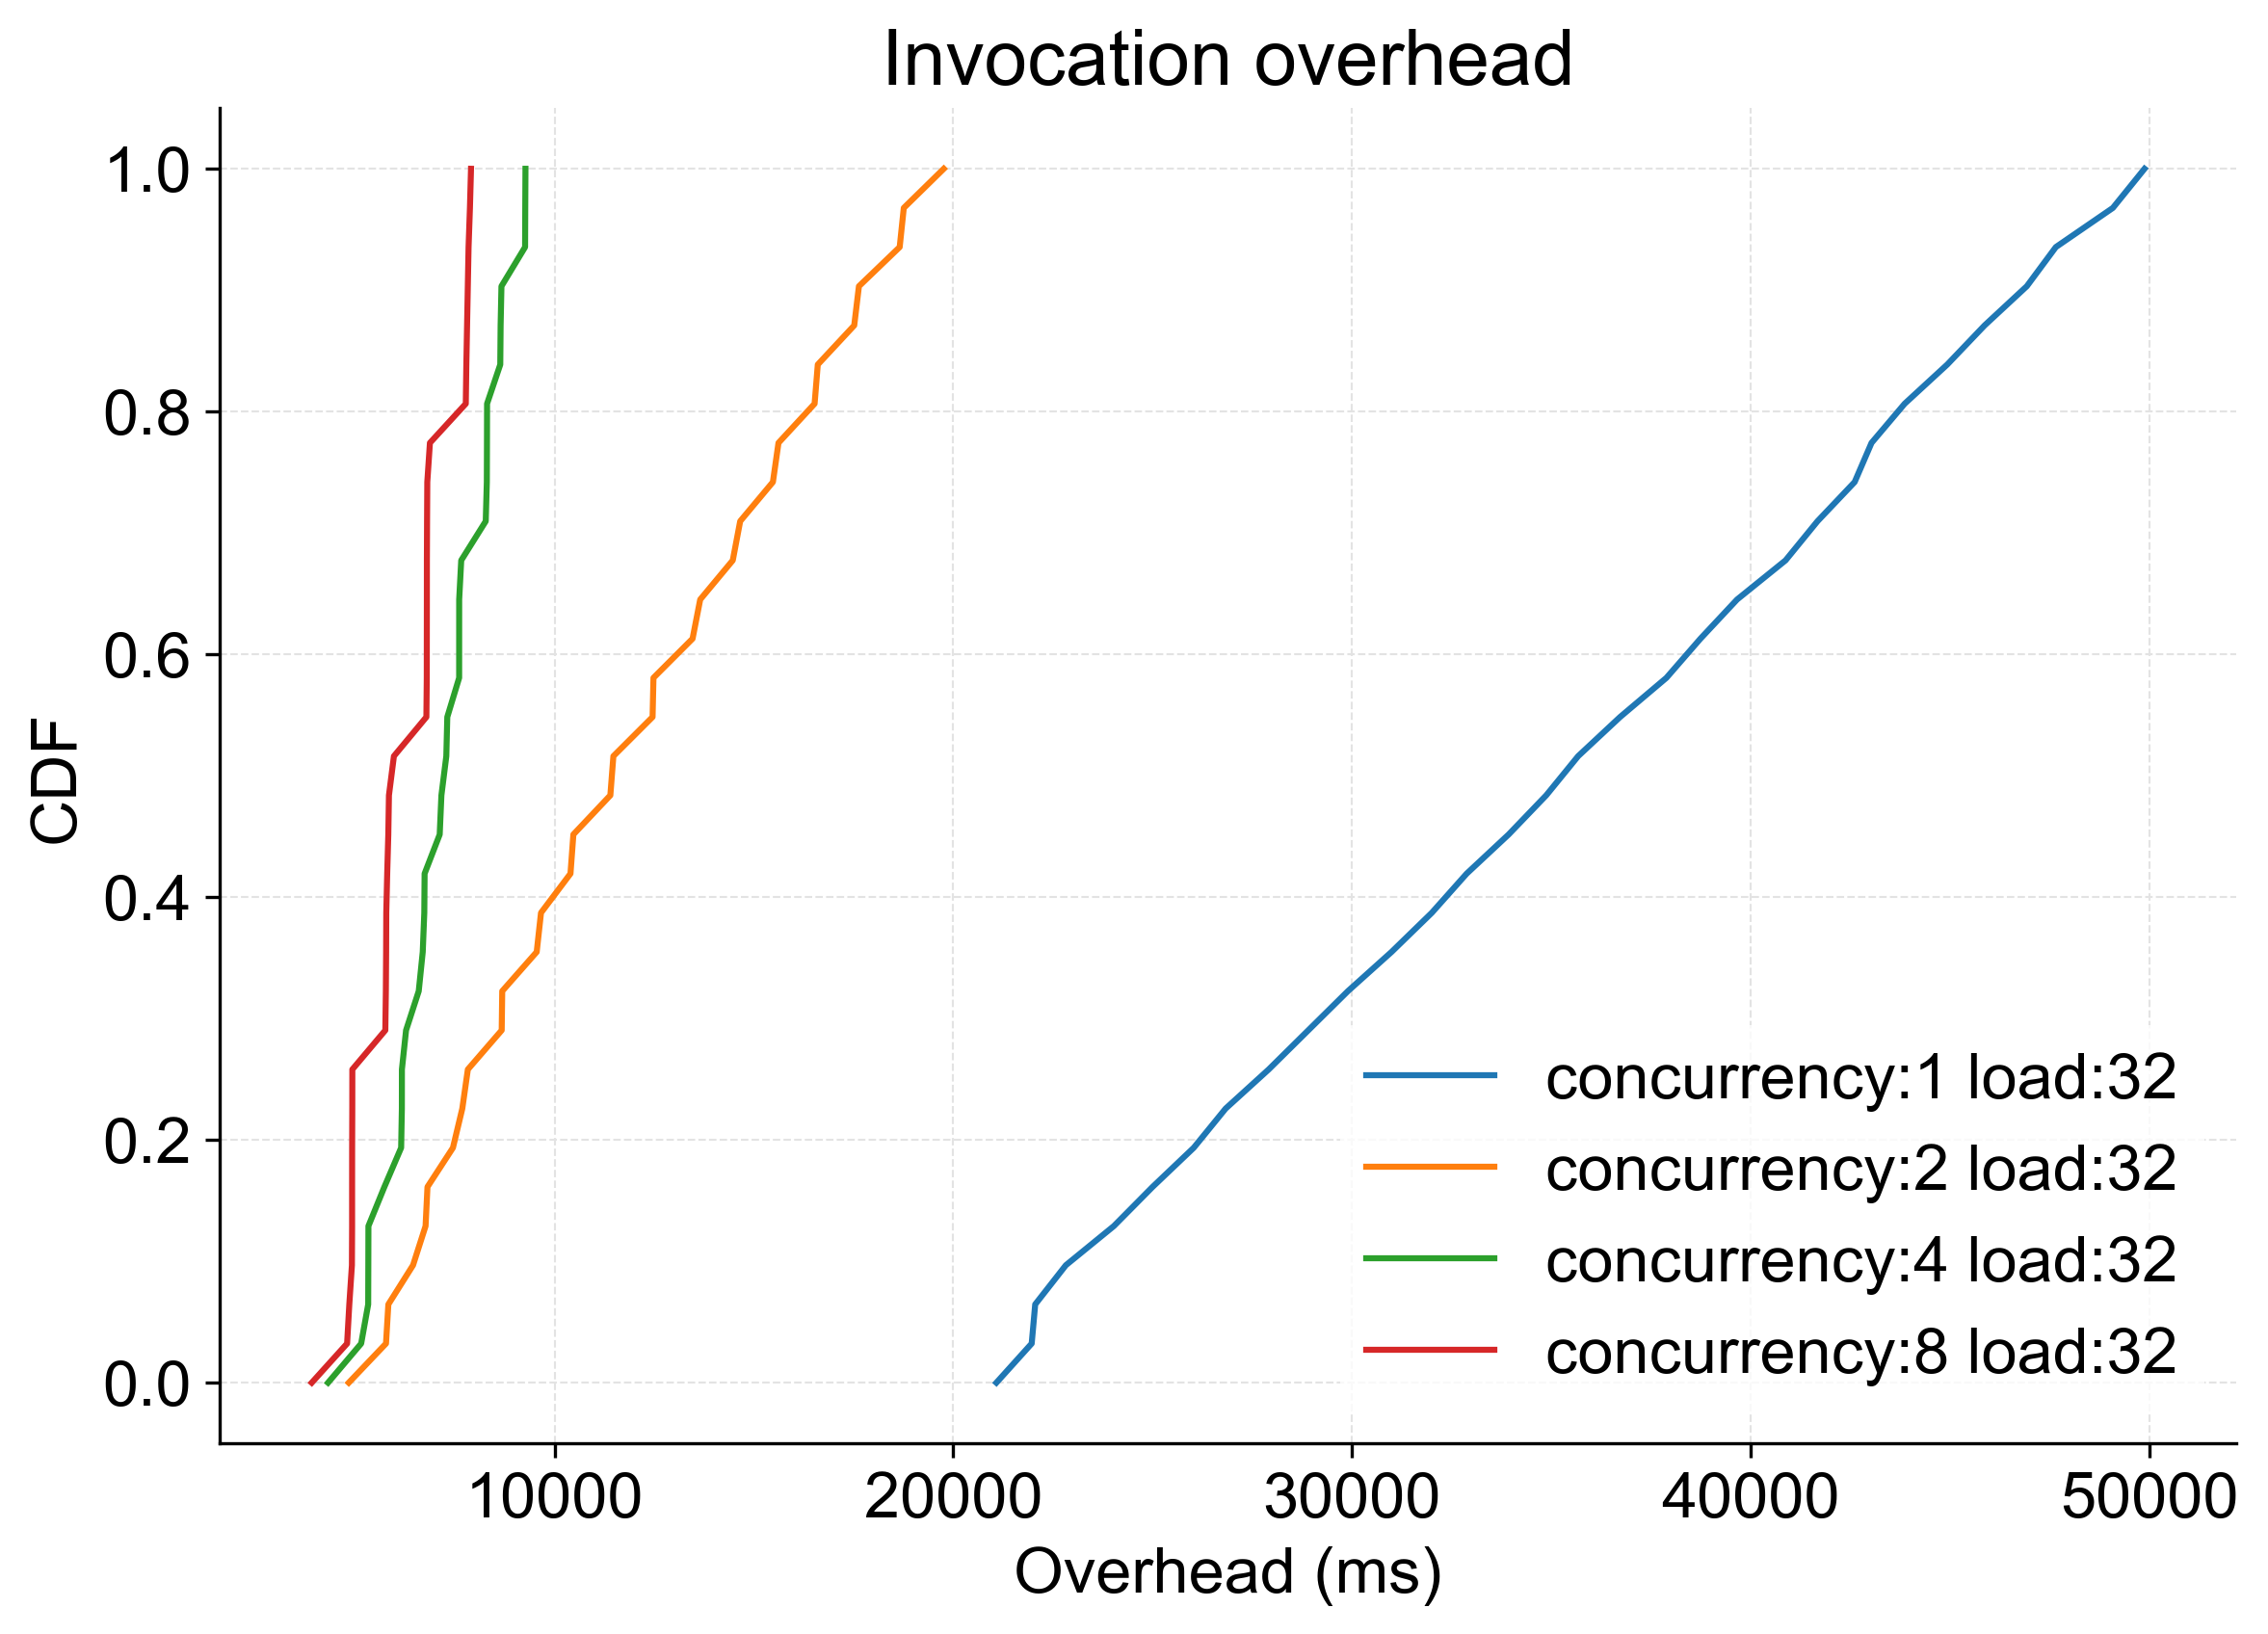 Invocation overhead
1.0
0.8
0.6
0.4
0.2
0.0
CDF
concurrency:1 load:32
concurrency:2 load:32
concurrency:4 load:32
concurrency:8 load:32
10000 20000 30000 40000 50000
Overhead (ms)